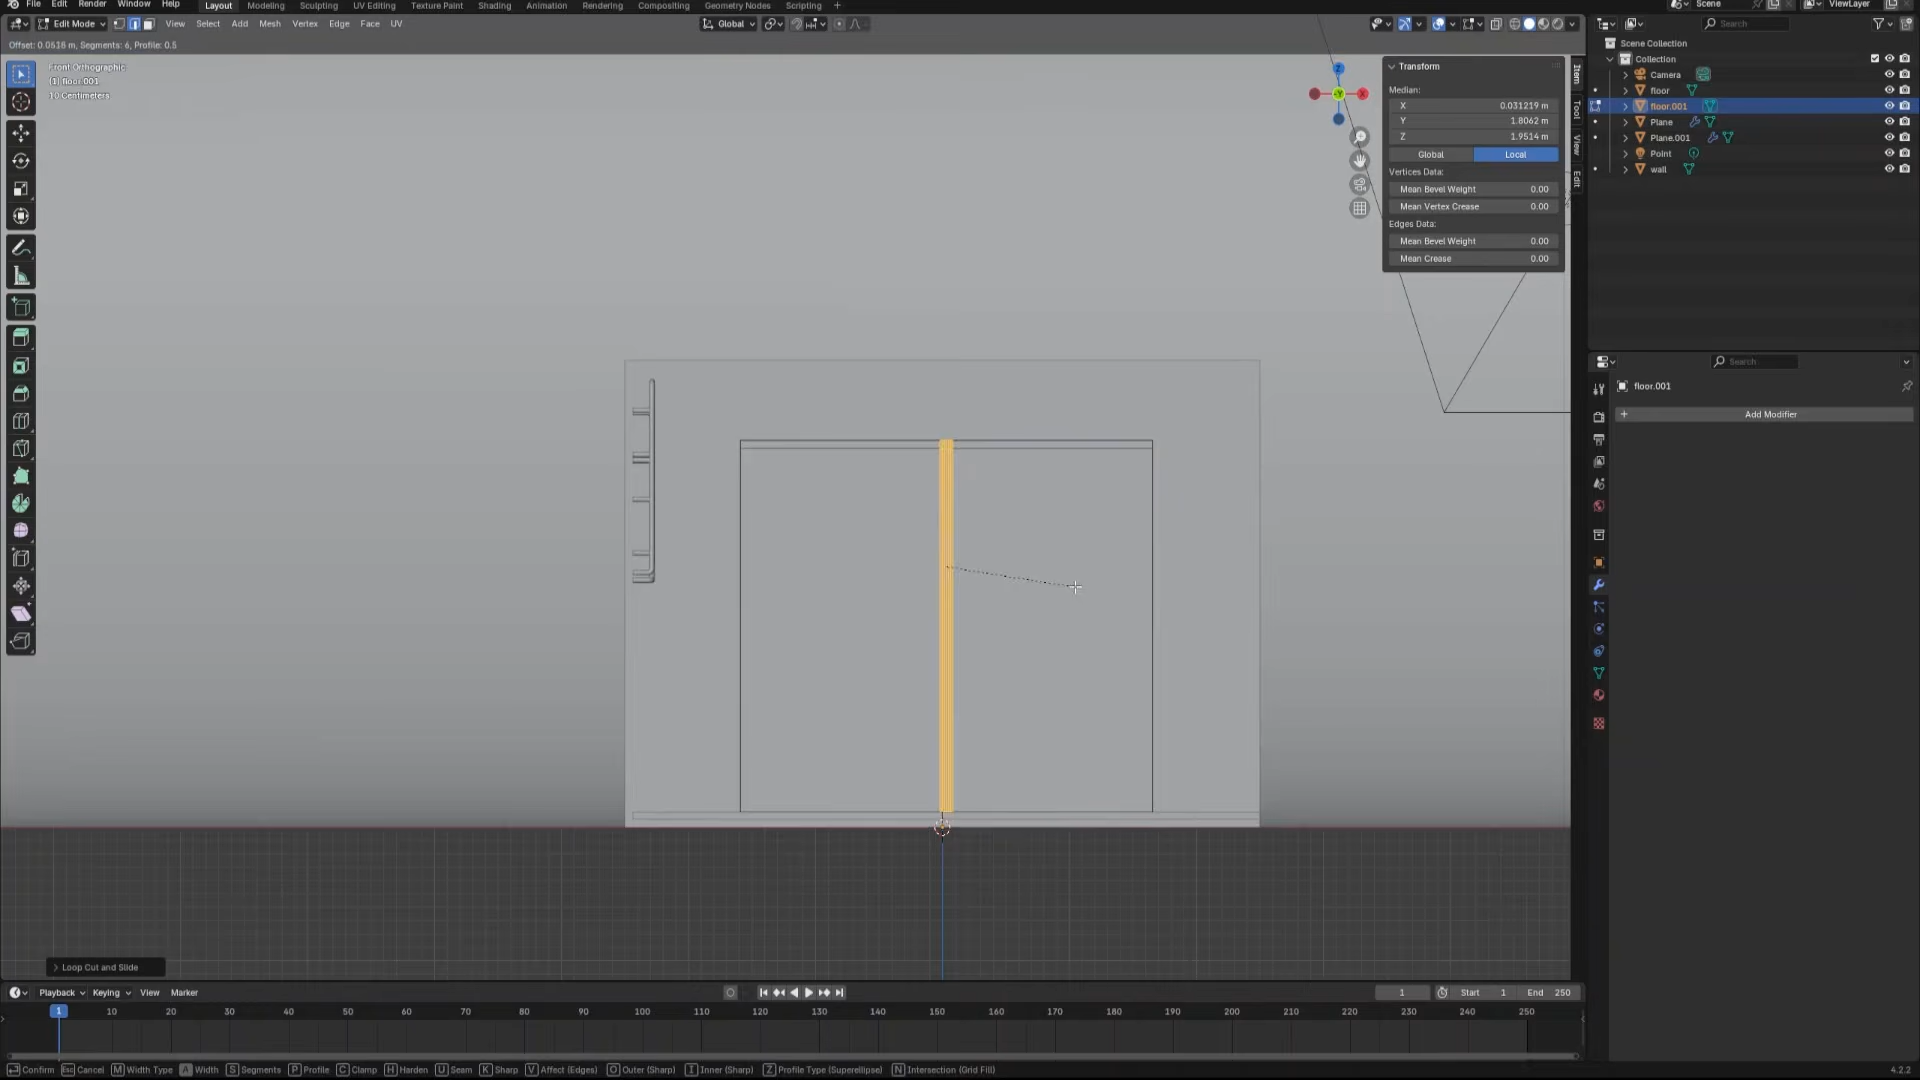 File Edit Render Window Help Layout Modeling Sculpting UV Editing Texture Paint Shading Animation Rendering Compositing Geometry Nodes Scripting + Scene ViewLayer
Edit Mode View Select Add Mesh Vertex Edge Face UV Global Search
Offset: 0.0518 m, Segments: 6, Profile: 0.5
Front Orthographic
(1) floor.001
10 Centimeters
Z
Y
X
Transform
Median:
X 0.031219 m
Y 1.8062 m
Z 1.9514 m
Global Local
Vertices Data:
Mean Bevel Weight 0.00
Mean Vertex Crease 0.00
Edges Data:
Mean Bevel Weight 0.00
Mean Crease 0.00
Item
Tool
View
Edit
Scene Collection
Collection
Camera
floor
floor.001
Plane
Plane.001
Point
wall
Search
floor.001
+ Add Modifier
Loop Cut and Slide
Playback Keying View Marker 1 Start 1 End 250
1 10 20 30 40 50 60 70 80 90 100 110 120 130 140 150 160 170 180 190 200 210 220 230 240 250
Confirm Esc Cancel M Width Type A Width S Segments P Profile C Clamp H Harden U Seam K Sharp V Affect (Edges) O Outer (Sharp) I Inner (Sharp) Z Profile Type (Superellipse) N Intersection (Grid Fill) 4.2.2